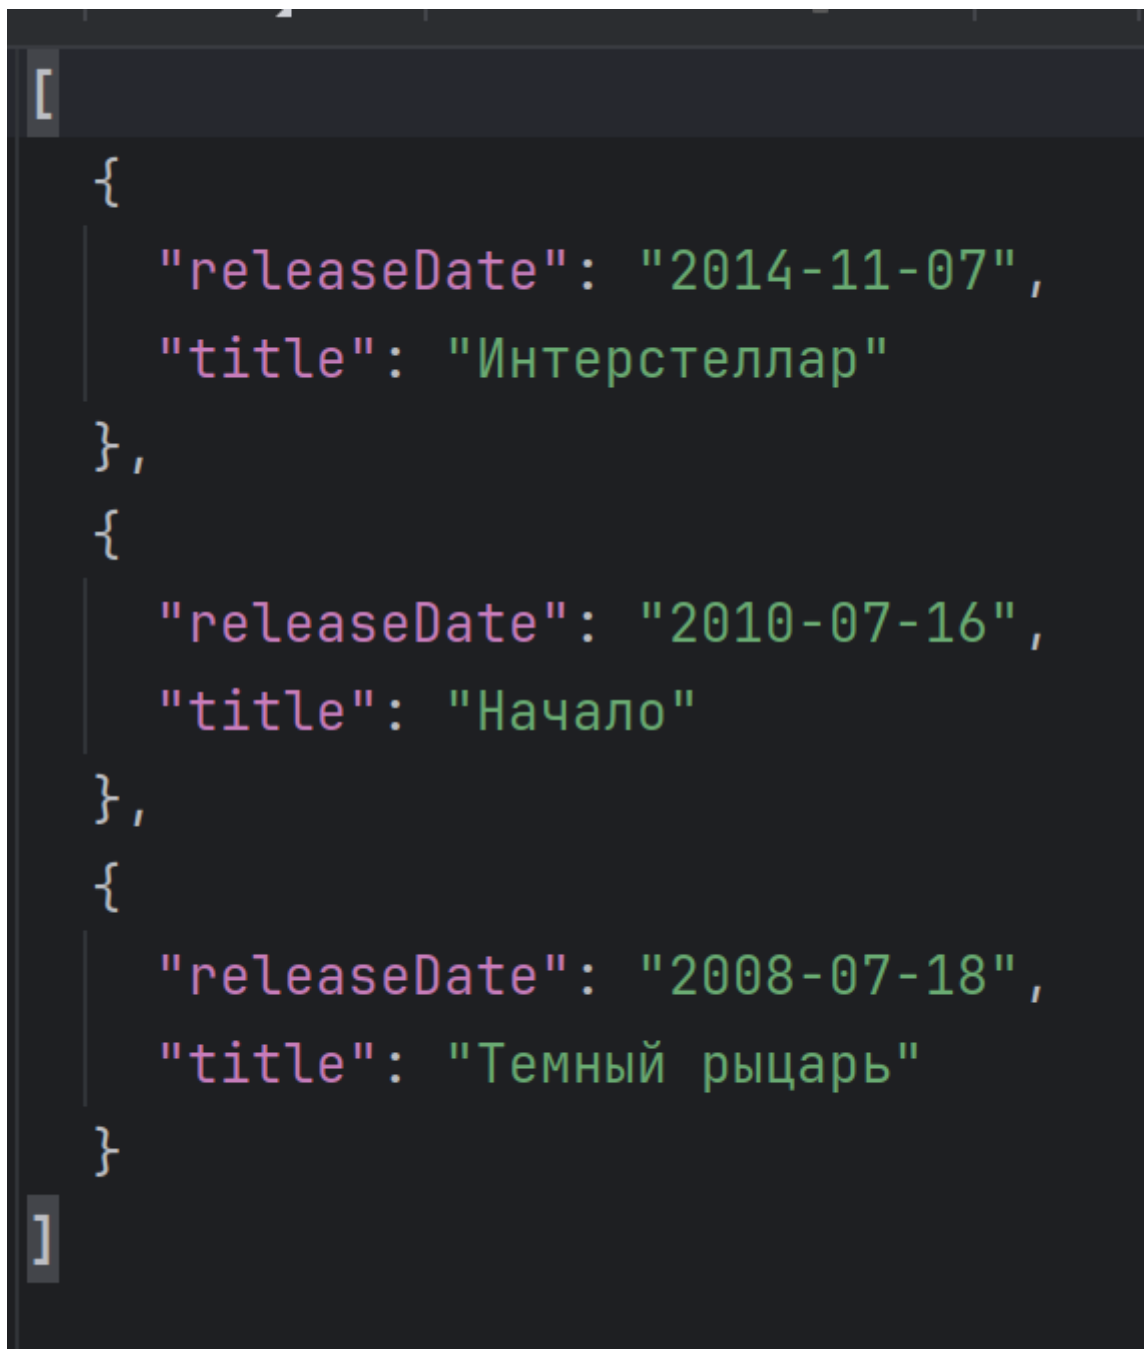 [
  {
    "releaseDate": "2014-11-07",
    "title": "Интерстеллар"
  },
  {
    "releaseDate": "2010-07-16",
    "title": "Начало"
  },
  {
    "releaseDate": "2008-07-18",
    "title": "Темный рыцарь"
  }
]